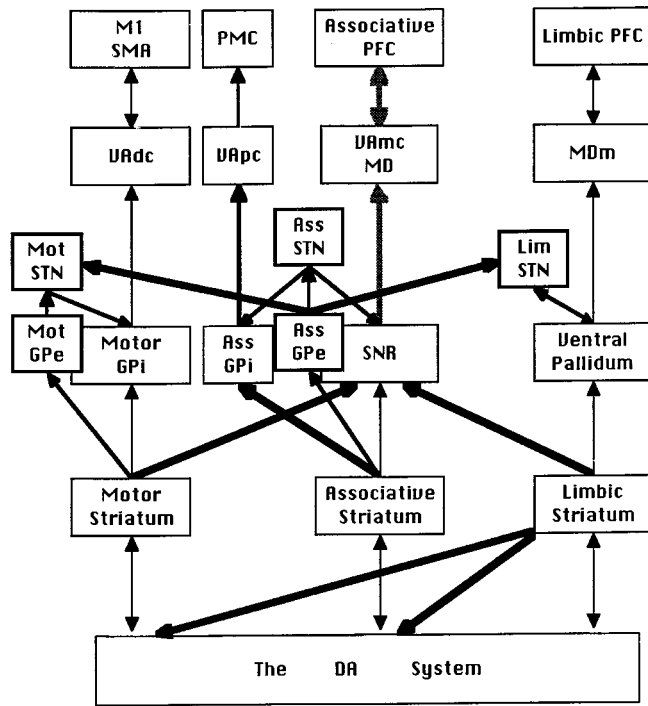 M1
SMA
PMC
Associative
PFC
Limbic PFC
VAdc
VApc
VAmc
MD
MDm
Mot
STN
Ass
STN
Lim
STN
Mot
GPe
Motor
GPi
Ass
GPi
Ass
GPe
SNR
Ventral
Pallidum
Motor
Striatum
Associative
Striatum
Limbic
Striatum
The DA System